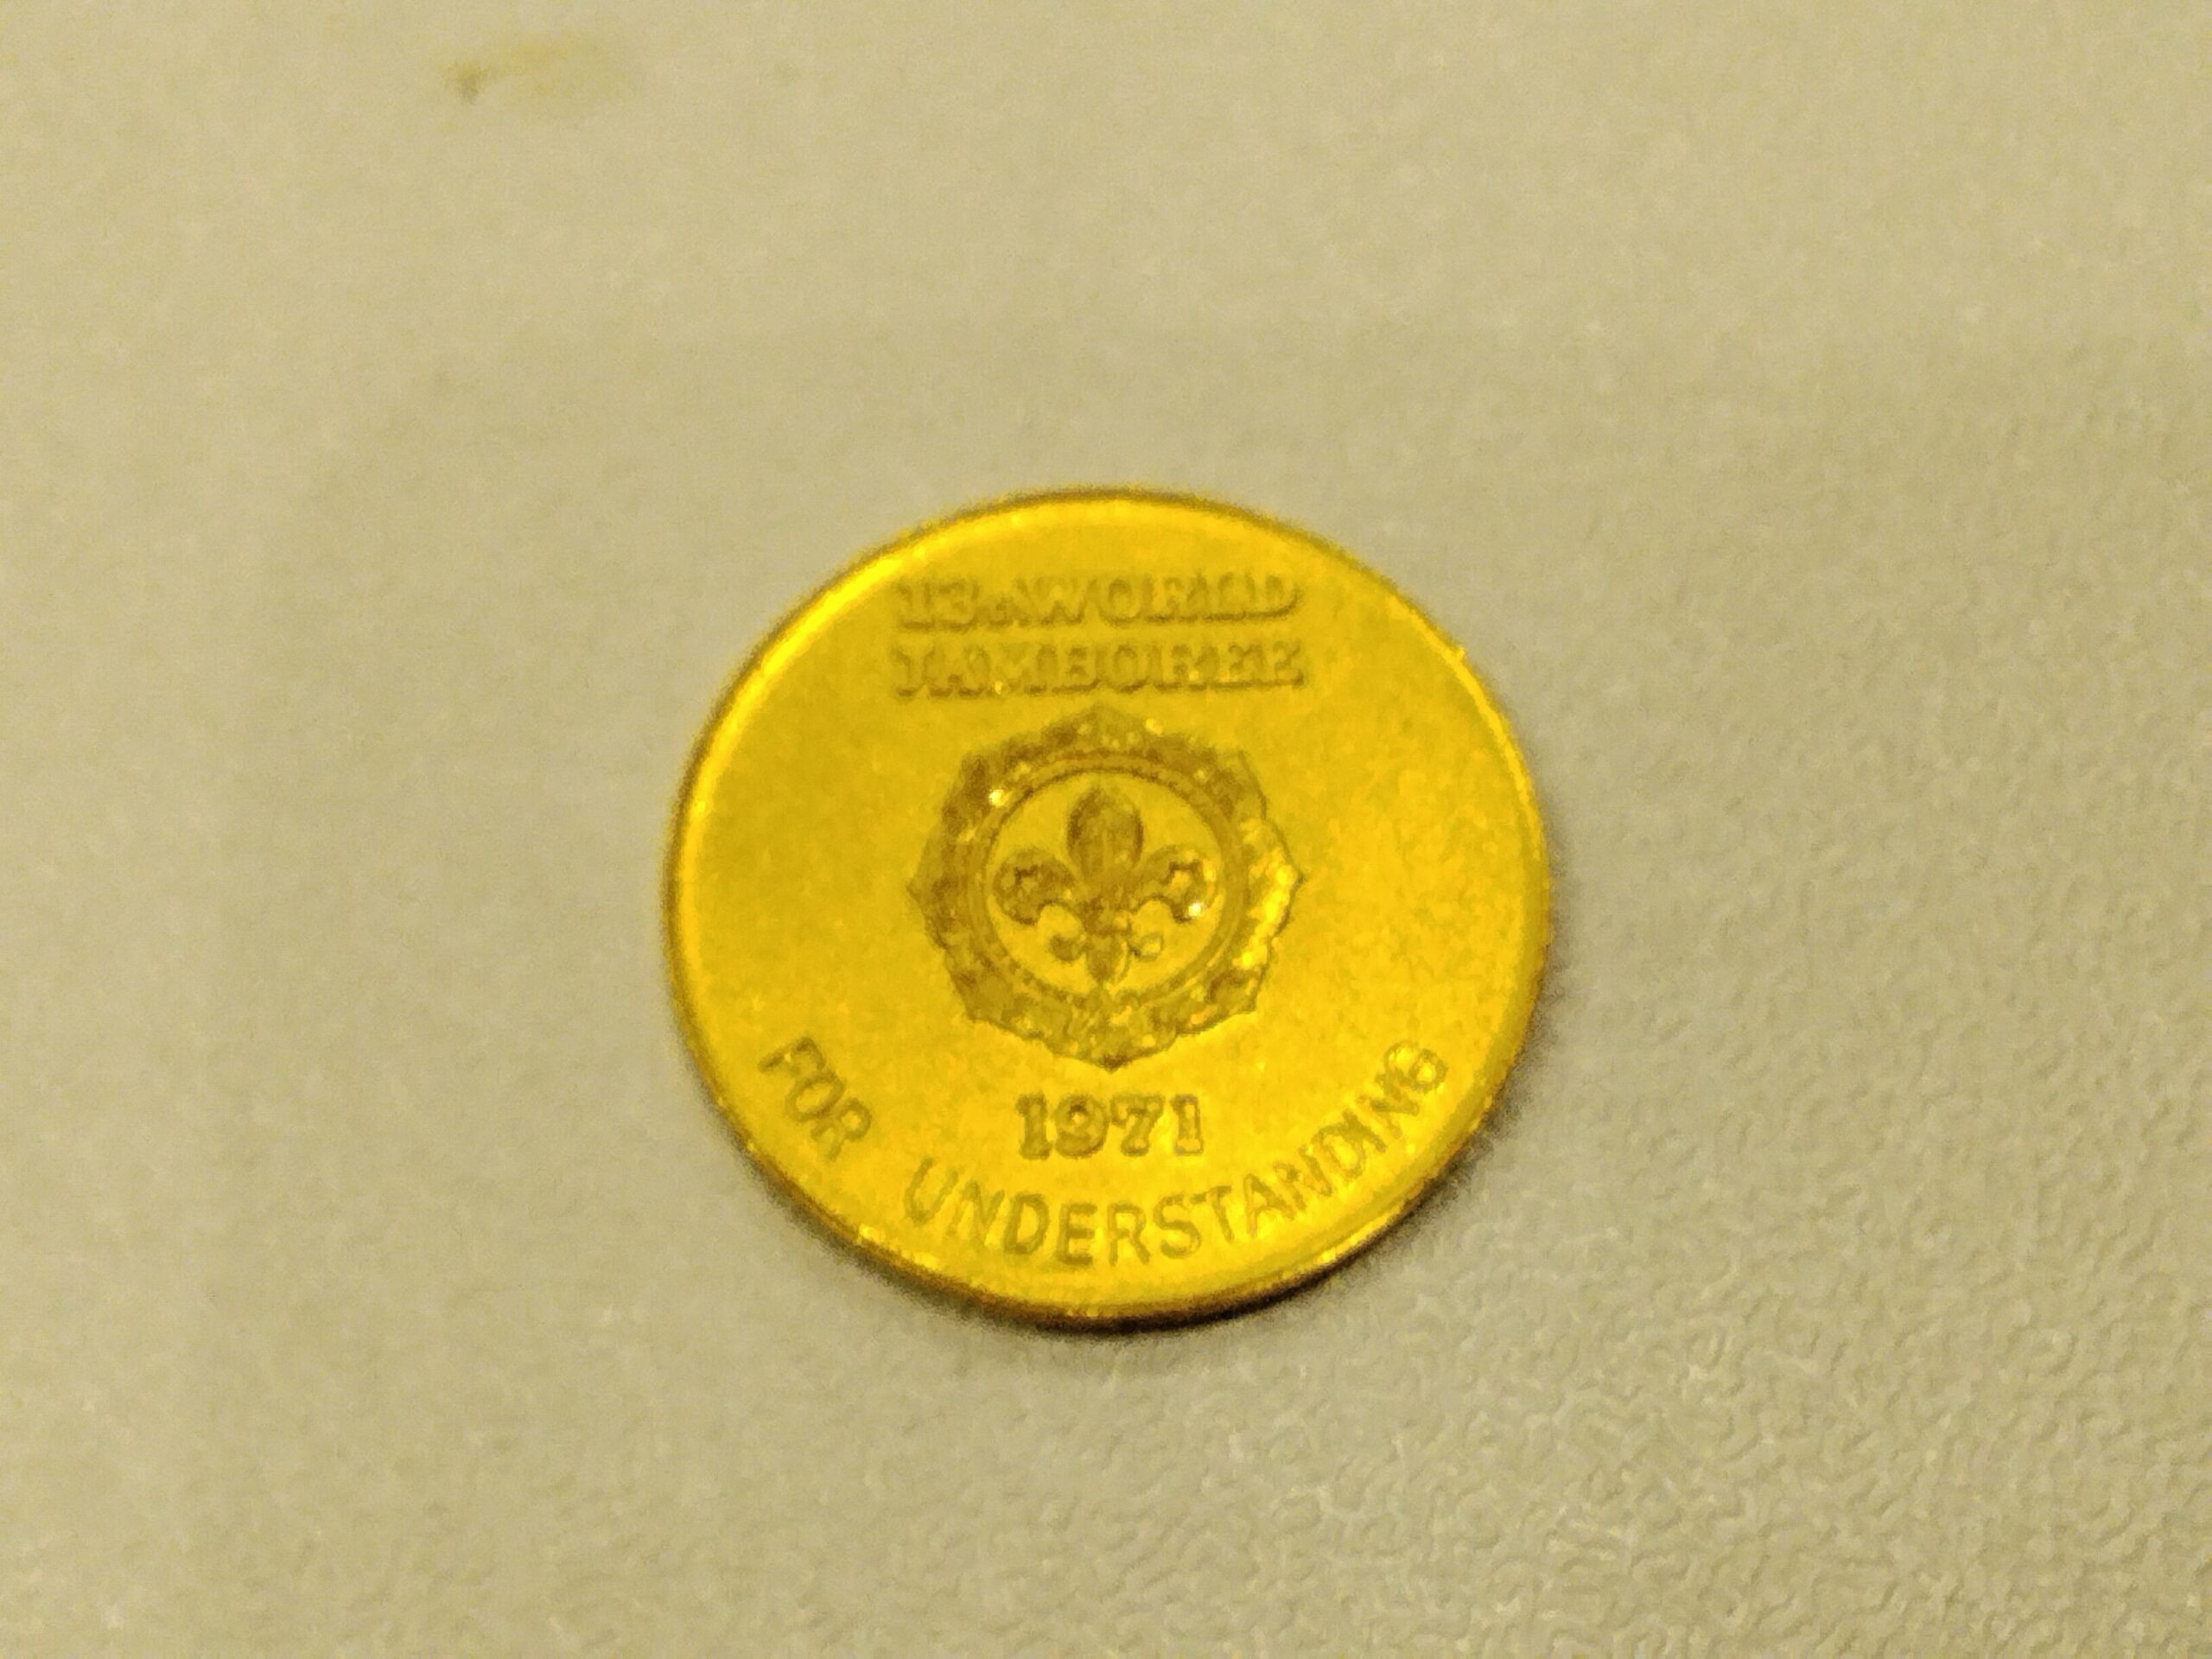 13th WORLD
JAMBOREE
1971
FOR UNDERSTANDING